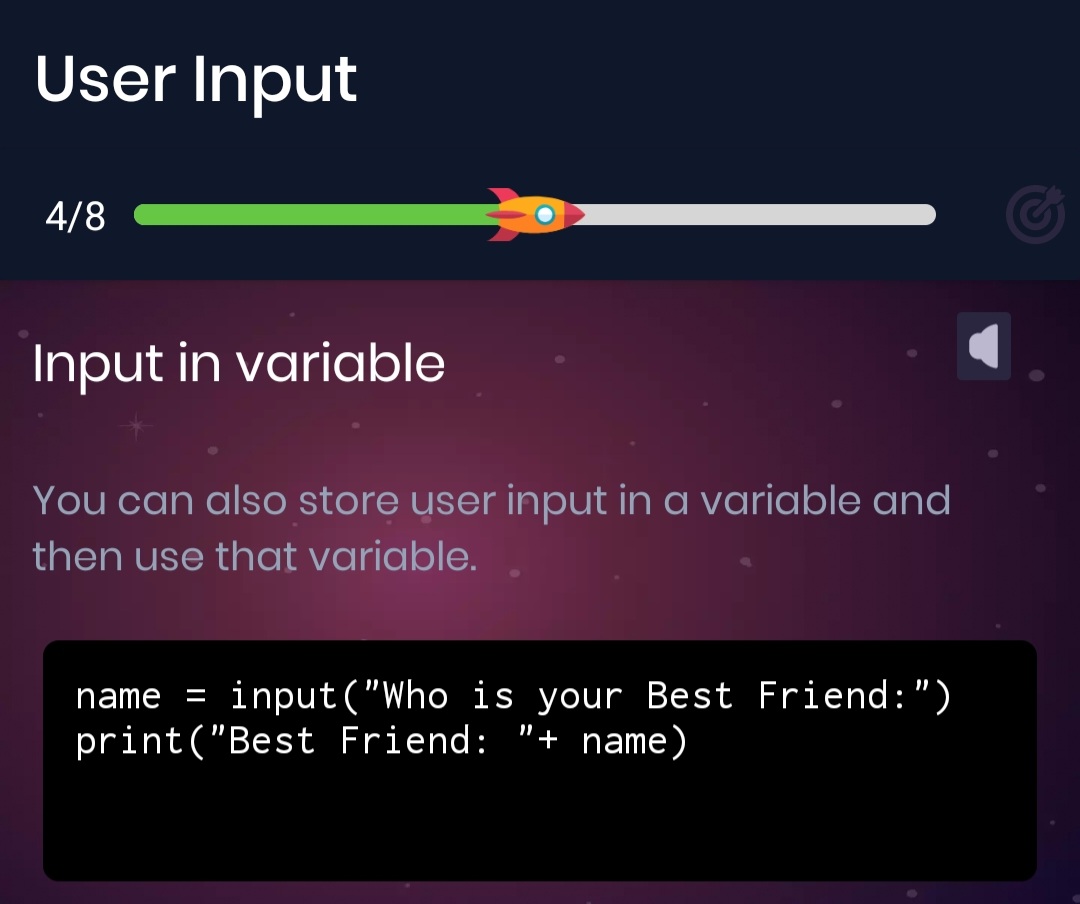 User Input
4/8
Input in variable
You can also store user input in a variable and
then use that variable.
name = input("Who is your Best Friend:")
print("Best Friend: "+ name)